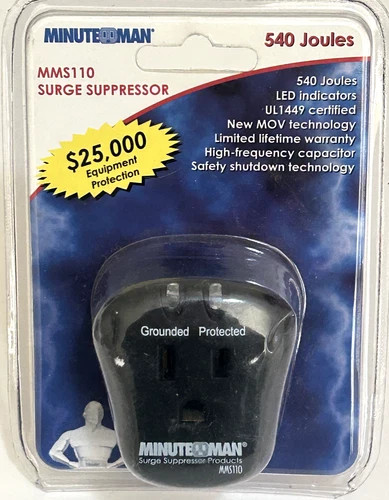 MINUTEMAN®
540 Joules
MMS110
SURGE SUPPRESSOR
540 Joules
LED indicators
UL1449 certified
New MOV technology
Limited lifetime warranty
High-frequency capacitor
Safety shutdown technology
$25,000
Equipment
Protection
Grounded Protected
MINUTEMAN®
Surge Suppressor Products
MMS110